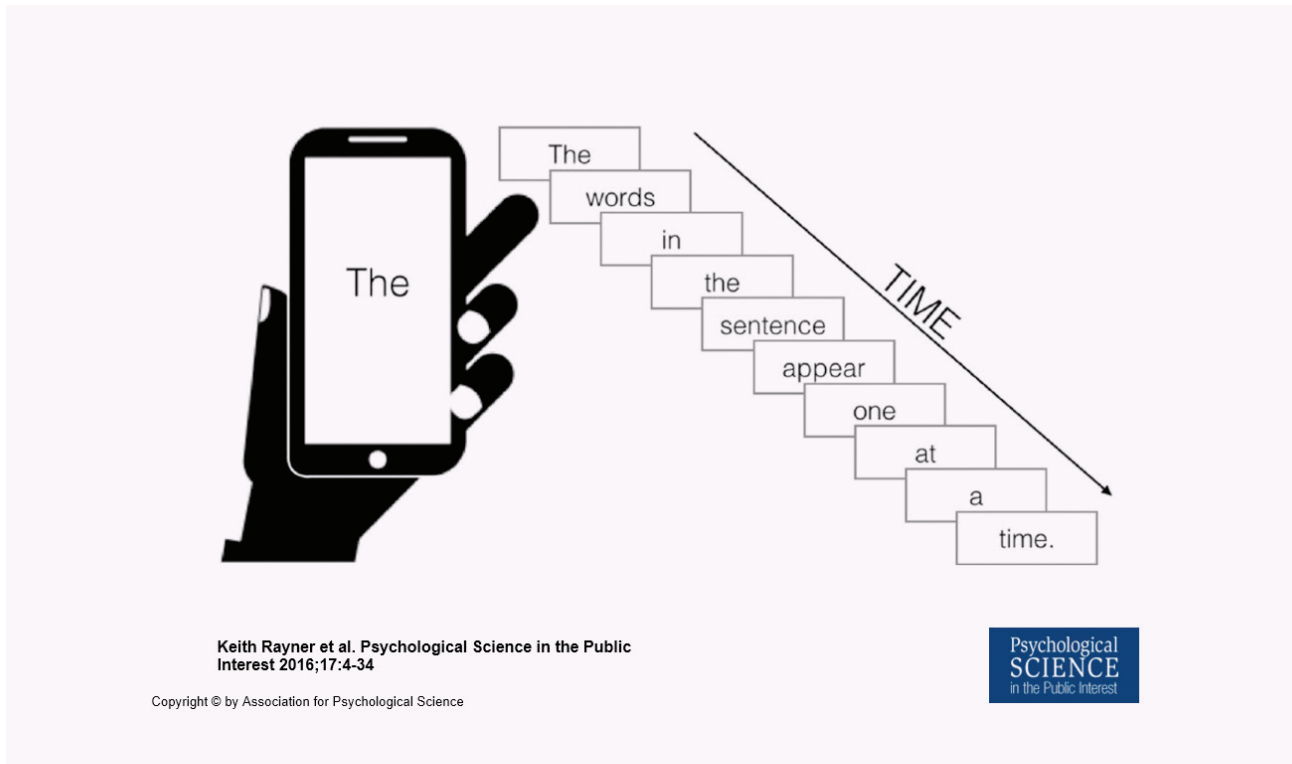 The
The
words
in
the
sentence
appear
one
at
a
time.
TIME
Keith Rayner et al. Psychological Science in the Public
Interest 2016;17:4-34
Copyright © by Association for Psychological Science
Psychological
SCIENCE
in the Public Interest